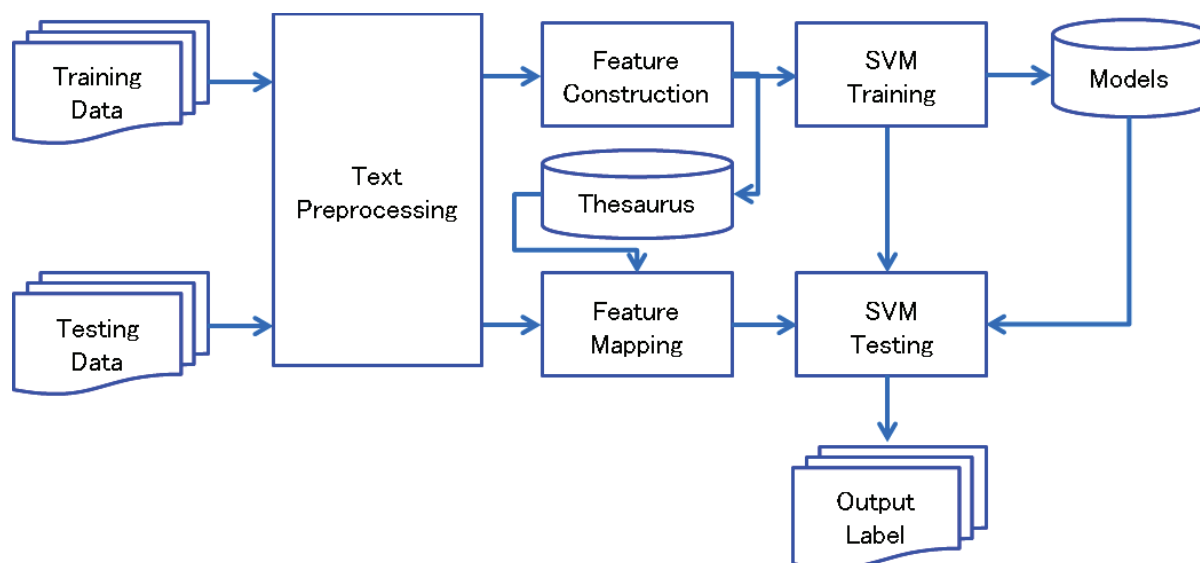 Training
Data
Text
Preprocessing
Feature
Construction
SVM
Training
Models
Thesaurus
Testing
Data
Feature
Mapping
SVM
Testing
Output
Label